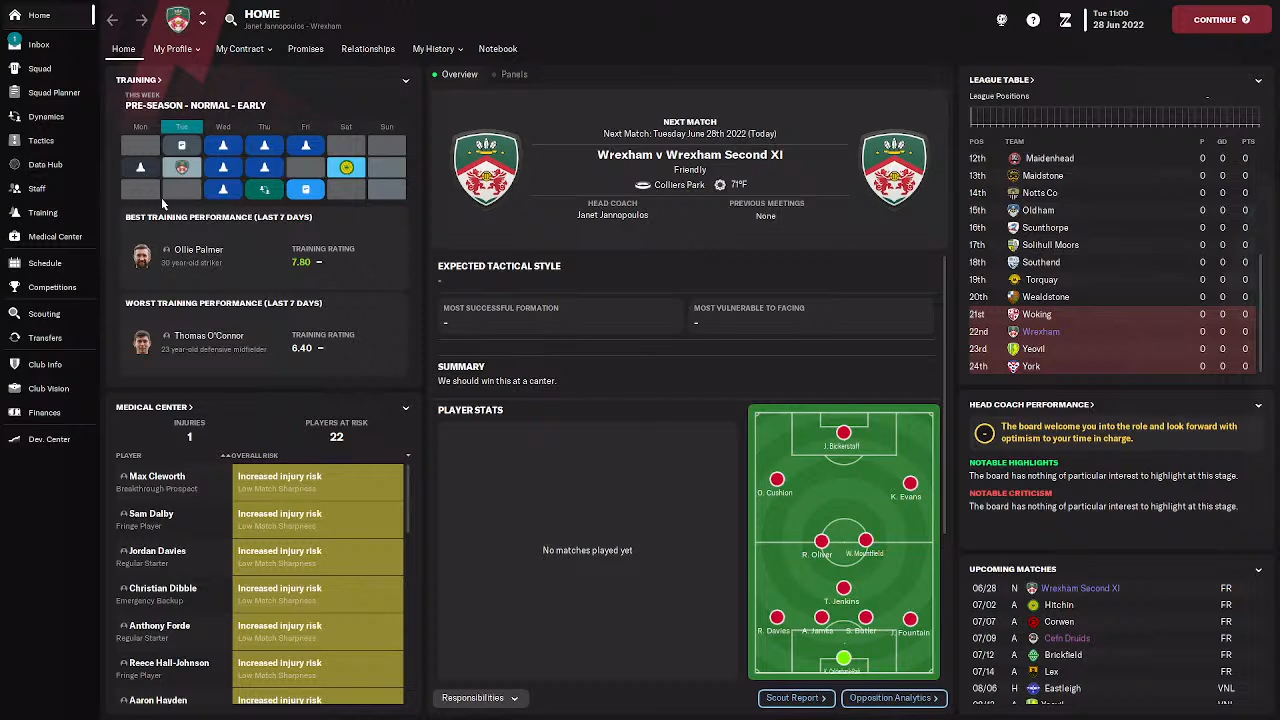 Home
1
Inbox
Squad
Squad Planner
Dynamics
Tactics
Data Hub
Staff
Training
Medical Center
Schedule
Competitions
Scouting
Transfers
Club Info
Club Vision
Finances
Dev. Center
HOME
Janet Jannopoulos - Wrexham
Tue 11:00
28 Jun 2022
CONTINUE
Home
My Profile
My Contract
Promises
Relationships
My History
Notebook
TRAINING
THIS WEEK
PRE-SEASON - NORMAL - EARLY
Mon Tue Wed Thu Fri Sat Sun
BEST TRAINING PERFORMANCE (LAST 7 DAYS)
Ollie Palmer
30 year-old striker
TRAINING RATING
7.80 –
WORST TRAINING PERFORMANCE (LAST 7 DAYS)
Thomas O'Connor
23 year-old defensive midfielder
TRAINING RATING
6.40 –
MEDICAL CENTER
INJURIES
1
PLAYERS AT RISK
22
PLAYER OVERALL RISK
Max Cleworth
Breakthrough Prospect
Increased injury risk
Low Match Sharpness
Sam Dalby
Fringe Player
Increased injury risk
Low Match Sharpness
Jordan Davies
Regular Starter
Increased injury risk
Low Match Sharpness
Christian Dibble
Emergency Backup
Increased injury risk
Low Match Sharpness
Anthony Forde
Regular Starter
Increased injury risk
Low Match Sharpness
Reece Hall-Johnson
Fringe Player
Increased injury risk
Low Match Sharpness
Aaron Hayden
Increased injury risk
Overview
Panels
NEXT MATCH
Next Match: Tuesday June 28th 2022 (Today)
Wrexham v Wrexham Second XI
Friendly
Colliers Park 71°F
HEAD COACH
Janet Jannopoulos
PREVIOUS MEETINGS
None
EXPECTED TACTICAL STYLE
-
MOST SUCCESSFUL FORMATION
-
MOST VULNERABLE TO FACING
-
SUMMARY
We should win this at a canter.
PLAYER STATS
No matches played yet
J. Bickerstaff
O. Cushion
K. Evans
R. Oliver
W. Mountfield
T. Jenkins
R. Davies
A. James
S. Butler
J. Fountain
Responsibilities
Scout Report
Opposition Analytics
LEAGUE TABLE
League Positions -
POS TEAM P GD PTS
12th Maidenhead 0 0 0
13th Maidstone 0 0 0
14th Notts Co 0 0 0
15th Oldham 0 0 0
16th Scunthorpe 0 0 0
17th Solihull Moors 0 0 0
18th Southend 0 0 0
19th Torquay 0 0 0
20th Wealdstone 0 0 0
21st Woking 0 0 0
22nd Wrexham 0 0 0
23rd Yeovil 0 0 0
24th York 0 0 0
HEAD COACH PERFORMANCE
The board welcome you into the role and look forward with
optimism to your time in charge.
NOTABLE HIGHLIGHTS
The board has nothing of particular interest to highlight at this stage.
NOTABLE CRITICISM
The board has nothing of particular interest to highlight at this stage.
UPCOMING MATCHES
06/28 N Wrexham Second XI FR
07/02 A Hitchin FR
07/05 A Corwen FR
07/09 A Cefn Druids FR
07/12 A Brickfield FR
07/14 A Lex FR
08/06 H Eastleigh VNL